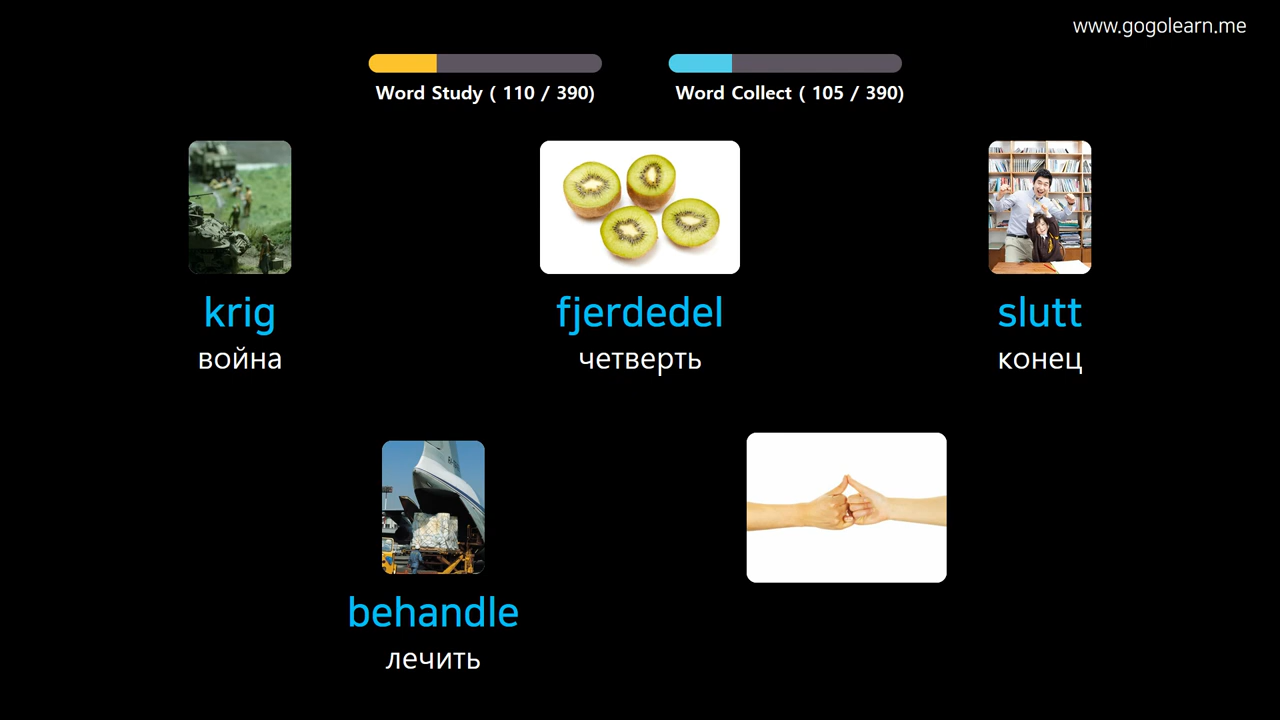 www.gogolearn.me
Word Study ( 110 / 390)
Word Collect ( 105 / 390)
krig
война
fjerdedel
четверть
slutt
конец
behandle
лечить